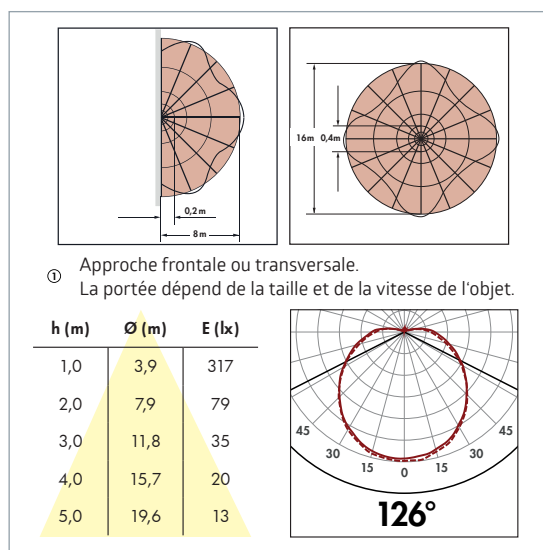 0,2 m
8 m
16m 0,4m
① Approche frontale ou transversale.
La portée dépend de la taille et de la vitesse de l'objet.
h (m) Ø (m) E (lx)
1,0 3,9 317
2,0 7,9 79
3,0 11,8 35
4,0 15,7 20
5,0 19,6 13
45 30 15 0 15 30 45
126°